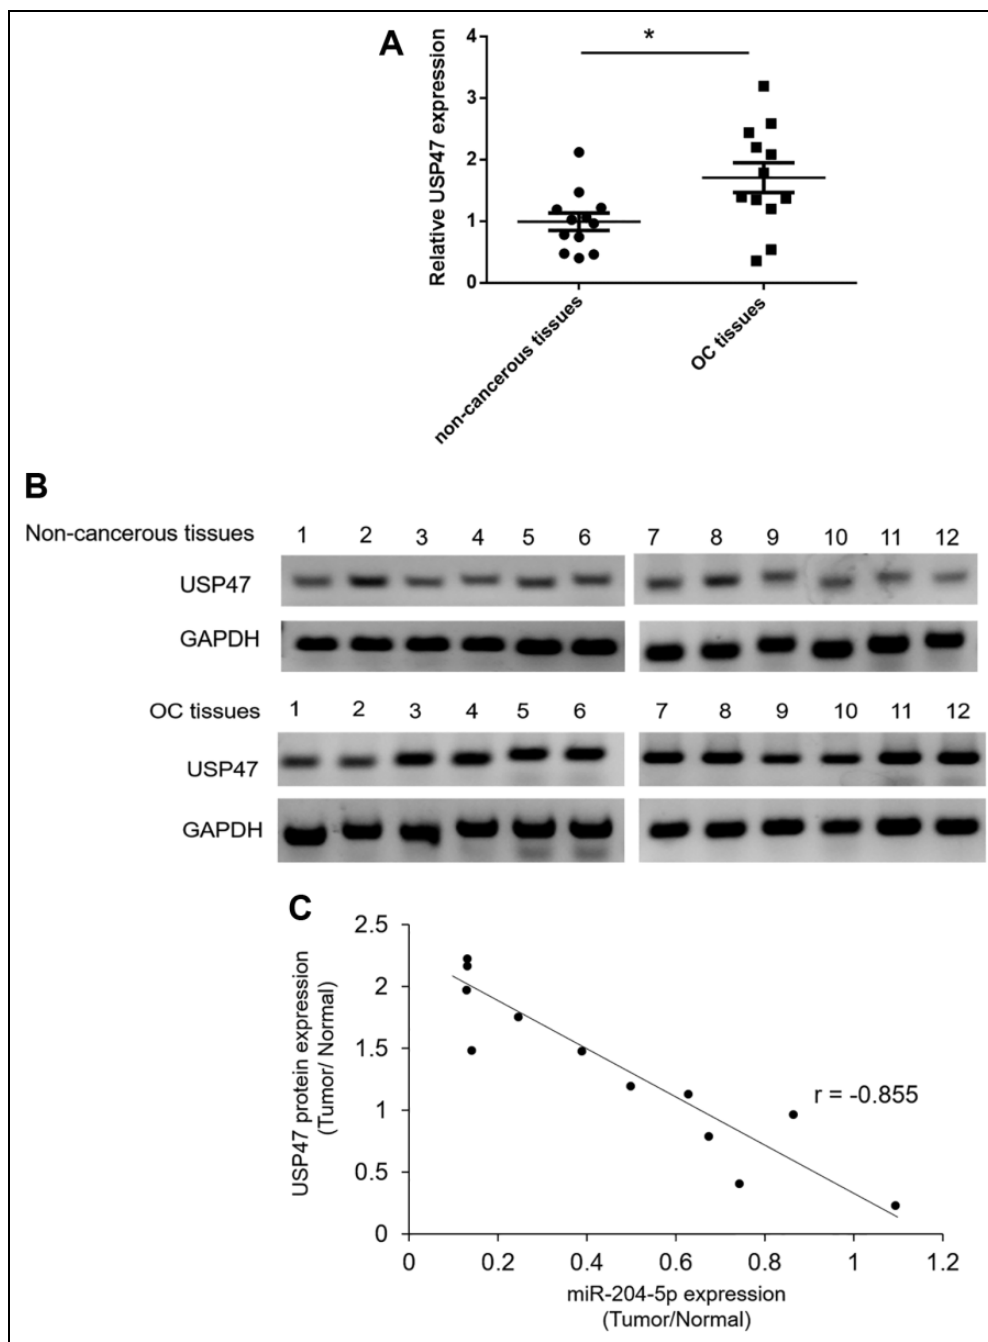 A
Relative USP47 expression
4
3
2
1
0
*
non-cancerous tissues
OC tissues
B
Non-cancerous tissues 1 2 3 4 5 6 7 8 9 10 11 12
USP47
GAPDH
OC tissues 1 2 3 4 5 6 7 8 9 10 11 12
USP47
GAPDH
C
USP47 protein expression
(Tumor/ Normal)
2.5
2
1.5
1
0.5
0
r = -0.855
0 0.2 0.4 0.6 0.8 1 1.2
miR-204-5p expression
(Tumor/Normal)